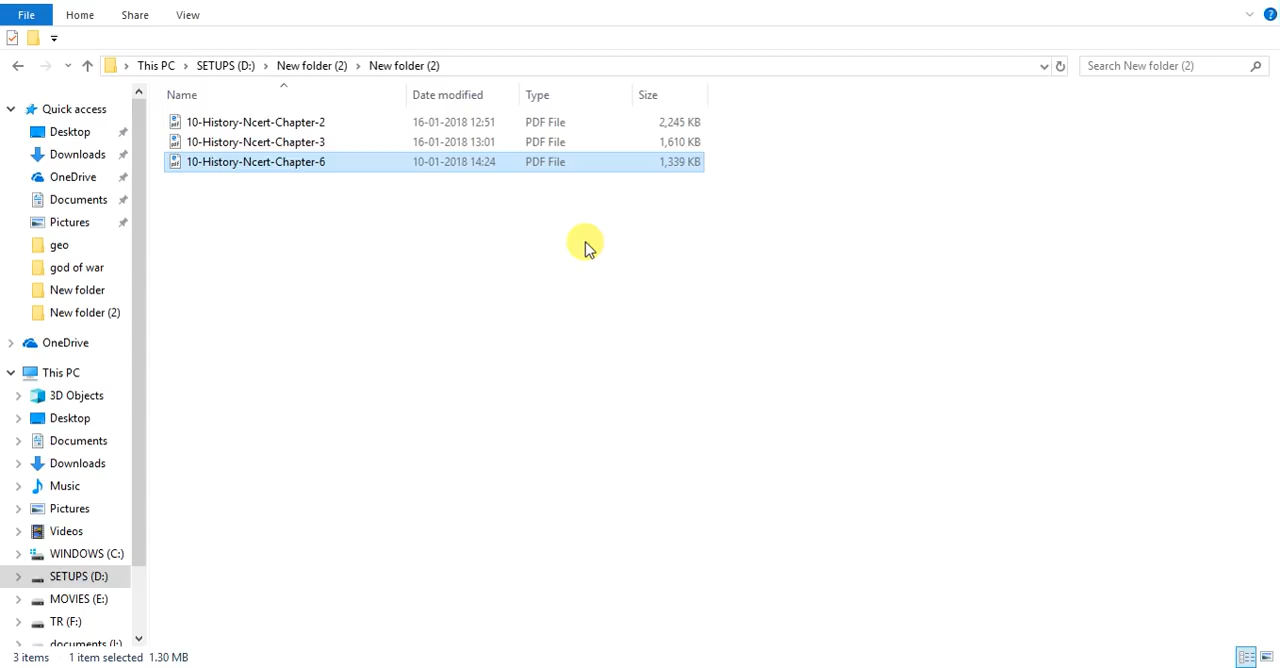 File Home Share View
This PC SETUPS (D:) New folder (2) New folder (2) Search New folder (2)
Name Date modified Type Size
10-History-Ncert-Chapter-2 16-01-2018 12:51 PDF File 2,245 KB
10-History-Ncert-Chapter-3 16-01-2018 13:01 PDF File 1,610 KB
10-History-Ncert-Chapter-6 10-01-2018 14:24 PDF File 1,339 KB
Quick access
Desktop
Downloads
OneDrive
Documents
Pictures
geo
god of war
New folder
New folder (2)
OneDrive
This PC
3D Objects
Desktop
Documents
Downloads
Music
Pictures
Videos
WINDOWS (C:)
SETUPS (D:)
MOVIES (E:)
TR (F:)
documents (I:)
3 items 1 item selected 1.30 MB